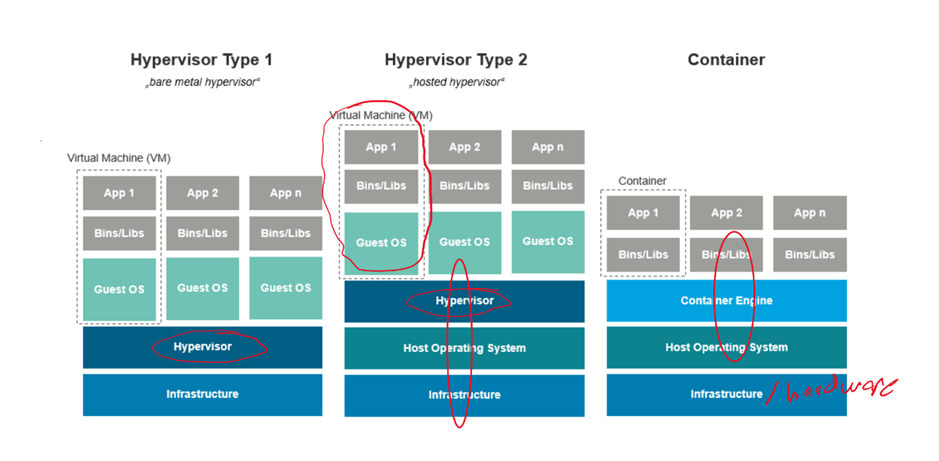 Hypervisor Type 1
„bare metal hypervisor“
Virtual Machine (VM)
App 1 App 2 App n
Bins/Libs Bins/Libs Bins/Libs
Guest OS Guest OS Guest OS
Hypervisor
Infrastructure
Hypervisor Type 2
„hosted hypervisor“
Virtual Machine (VM)
App 1 App 2 App n
Bins/Libs Bins/Libs Bins/Libs
Guest OS Guest OS Guest OS
Hypervisor
Host Operating System
Infrastructure
Container
Container
App 1 App 2 App n
Bins/Libs Bins/Libs Bins/Libs
Container Engine
Host Operating System
Infrastructure /hardware